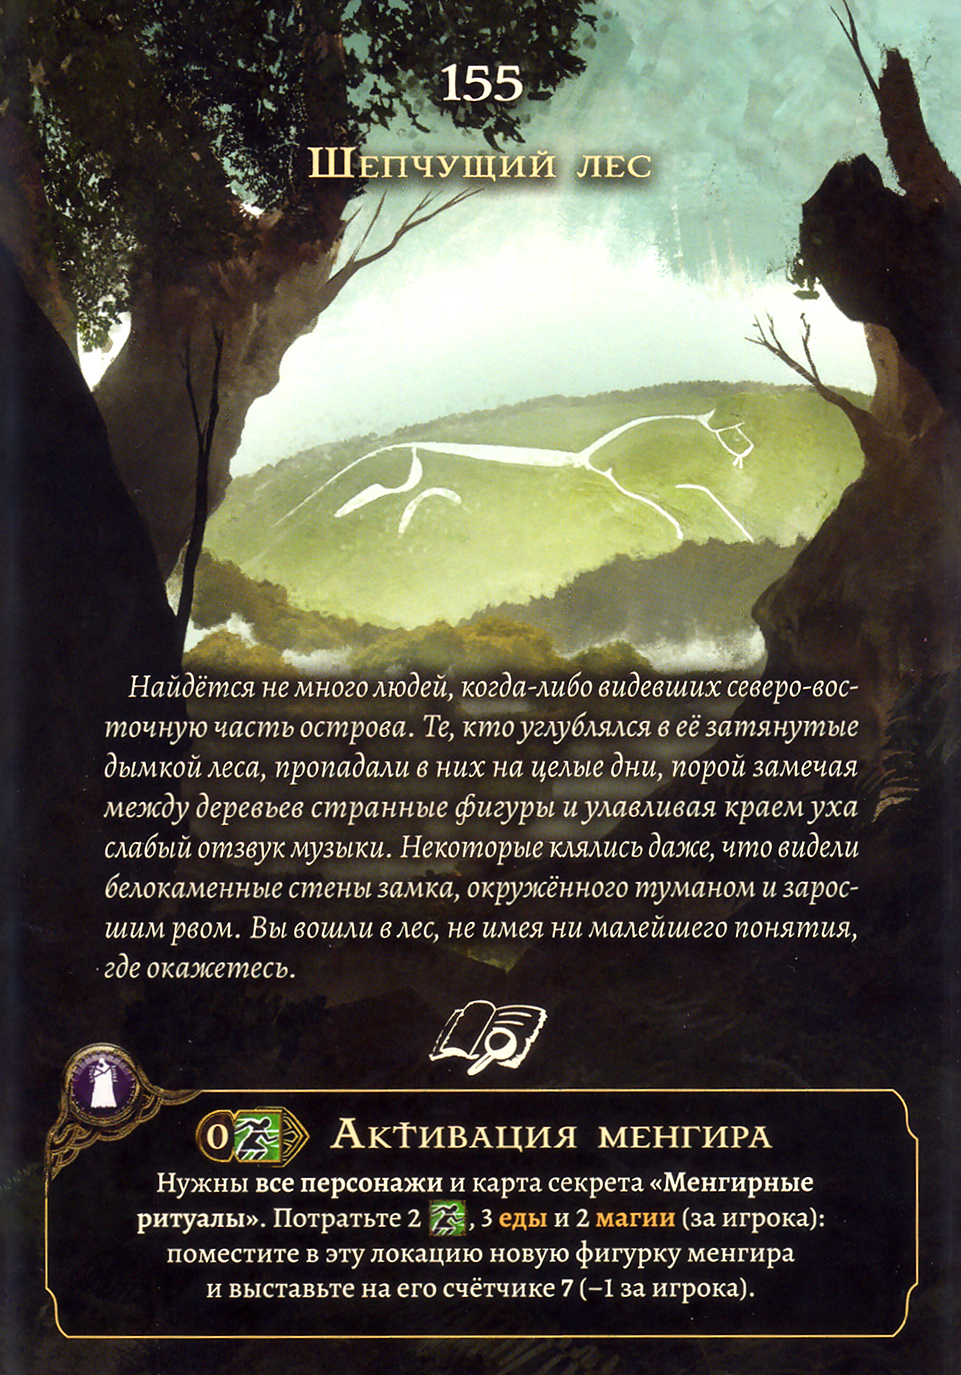 155
Шепчущий лес
Найдётся не много людей, когда-либо видевших северо-вос-
точную часть острова. Те, кто углублялся в её затянутые
дымкой леса, пропадали в них на целые дни, порой замечая
между деревьев странные фигуры и улавливая краем уха
слабый отзвук музыки. Некоторые клялись даже, что видели
белокаменные стены замка, окружённого туманом и зарос-
шим рвом. Вы вошли в лес, не имея ни малейшего понятия,
где окажетесь.
0 Активация менгира
Нужны все персонажи и карта секрета «Менгирные
ритуалы». Потратьте 2 , 3 еды и 2 магии (за игрока):
поместите в эту локацию новую фигурку менгира
и выставьте на его счётчике 7 (–1 за игрока).